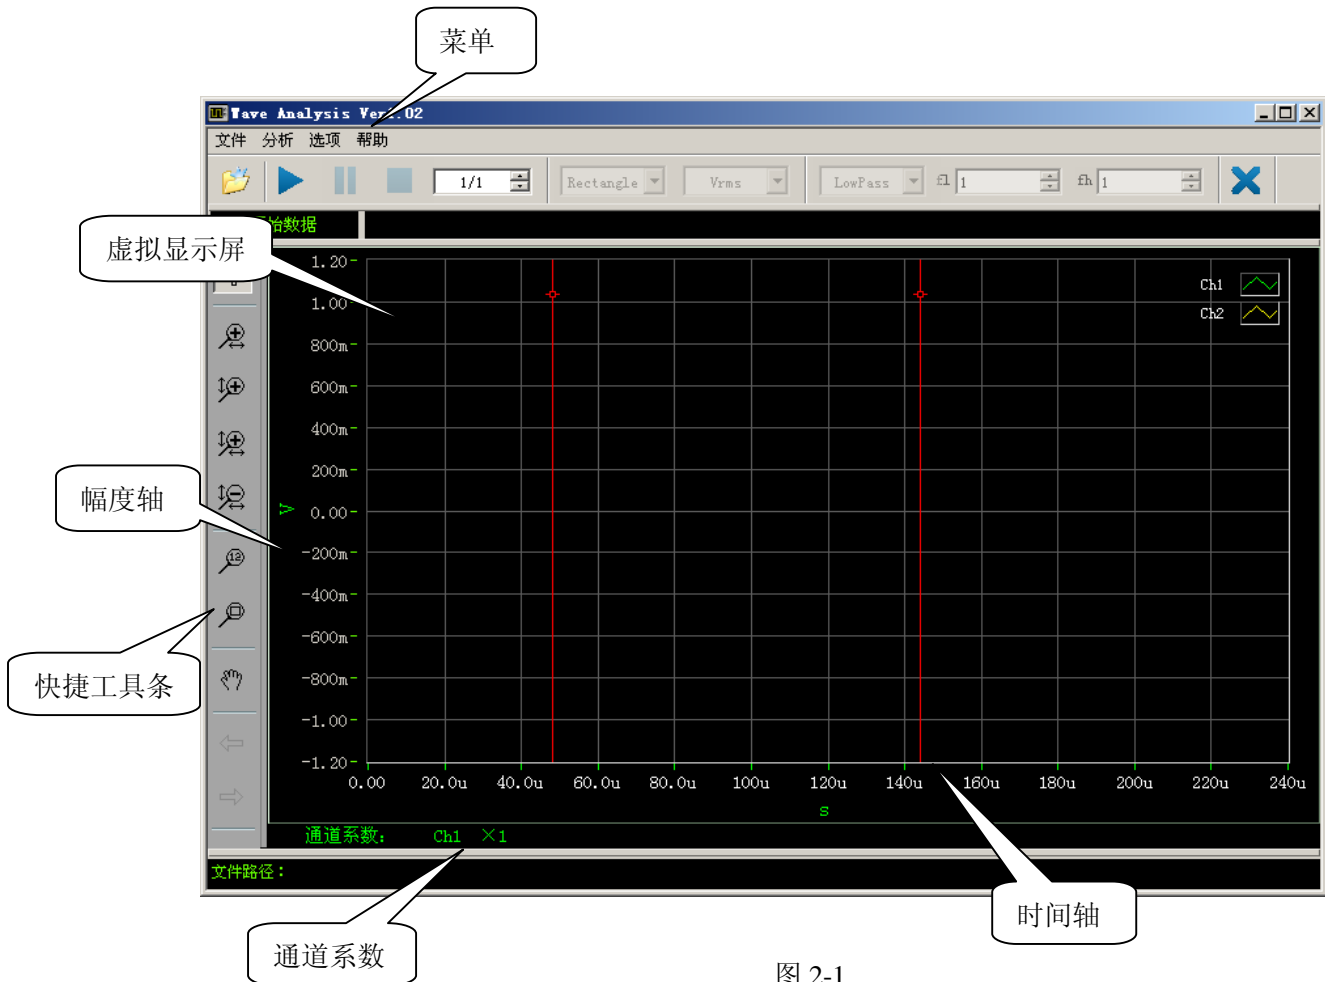 菜单
Wave Analysis Ver .02
文件 分析 选项 帮助
1/1 Rectangle Vrms LowPass fl 1 fh 1
始数据
虚拟显示屏
1.20
1.00
800m
600m
400m
200m
0.00
-200m
-400m
-600m
-800m
-1.00
-1.20
V
Ch1
Ch2
幅度轴
快捷工具条
0.00 20.0u 40.0u 60.0u 80.0u 100u 120u 140u 160u 180u 200u 220u 240u
s
通道系数: Ch1 ×1
文件路径:
时间轴
通道系数
图 2-1